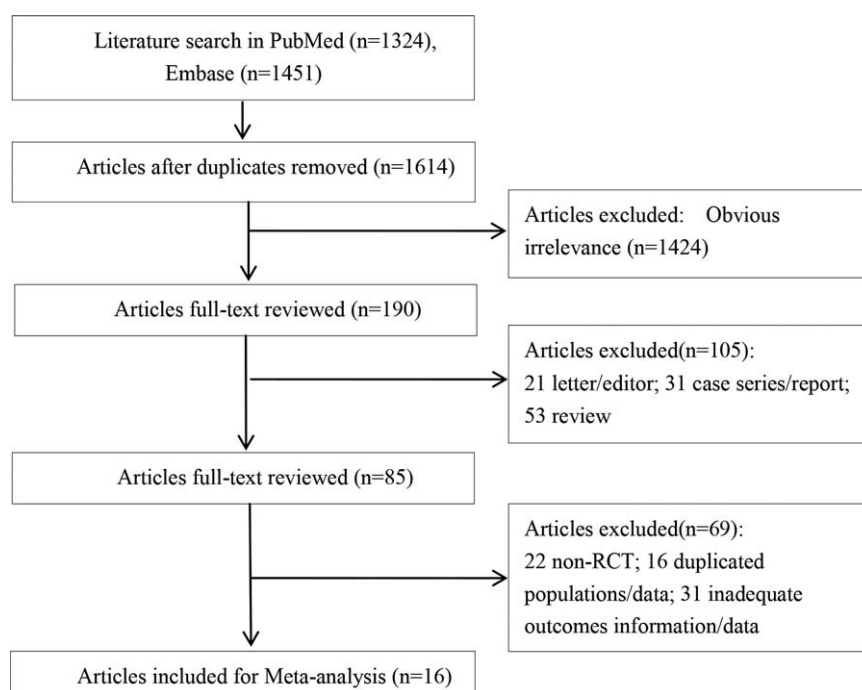 Literature search in PubMed (n=1324),
Embase (n=1451)
Articles after duplicates removed (n=1614)
Articles excluded: Obvious
irrelevance (n=1424)
Articles full-text reviewed (n=190)
Articles excluded(n=105):
21 letter/editor; 31 case series/report;
53 review
Articles full-text reviewed (n=85)
Articles excluded(n=69):
22 non-RCT; 16 duplicated
populations/data; 31 inadequate
outcomes information/data
Articles included for Meta-analysis (n=16)